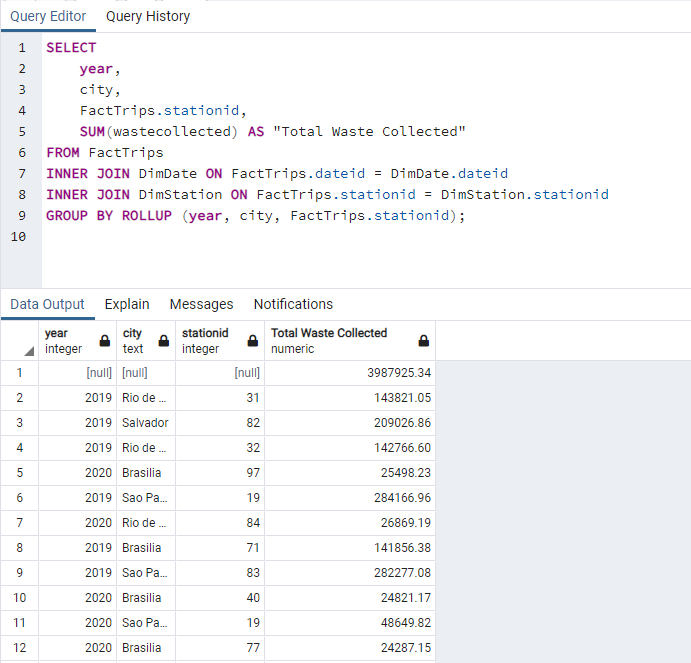 Query Editor Query History
1 SELECT
2 year,
3 city,
4 FactTrips.stationid,
5 SUM(wastecollected) AS "Total Waste Collected"
6 FROM FactTrips
7 INNER JOIN DimDate ON FactTrips.dateid = DimDate.dateid
8 INNER JOIN DimStation ON FactTrips.stationid = DimStation.stationid
9 GROUP BY ROLLUP (year, city, FactTrips.stationid);
10
Data Output Explain Messages Notifications
year city stationid Total Waste Collected
integer text integer numeric
1 [null] [null] [null] 3987925.34
2 2019 Rio de ... 31 143821.05
3 2019 Salvador 82 209026.86
4 2019 Rio de ... 32 142766.60
5 2020 Brasilia 97 25498.23
6 2019 Sao Pa... 19 284166.96
7 2020 Rio de ... 84 26869.19
8 2019 Brasilia 71 141856.38
9 2019 Sao Pa... 83 282277.08
10 2020 Brasilia 40 24821.17
11 2020 Sao Pa... 19 48649.82
12 2020 Brasilia 77 24287.15